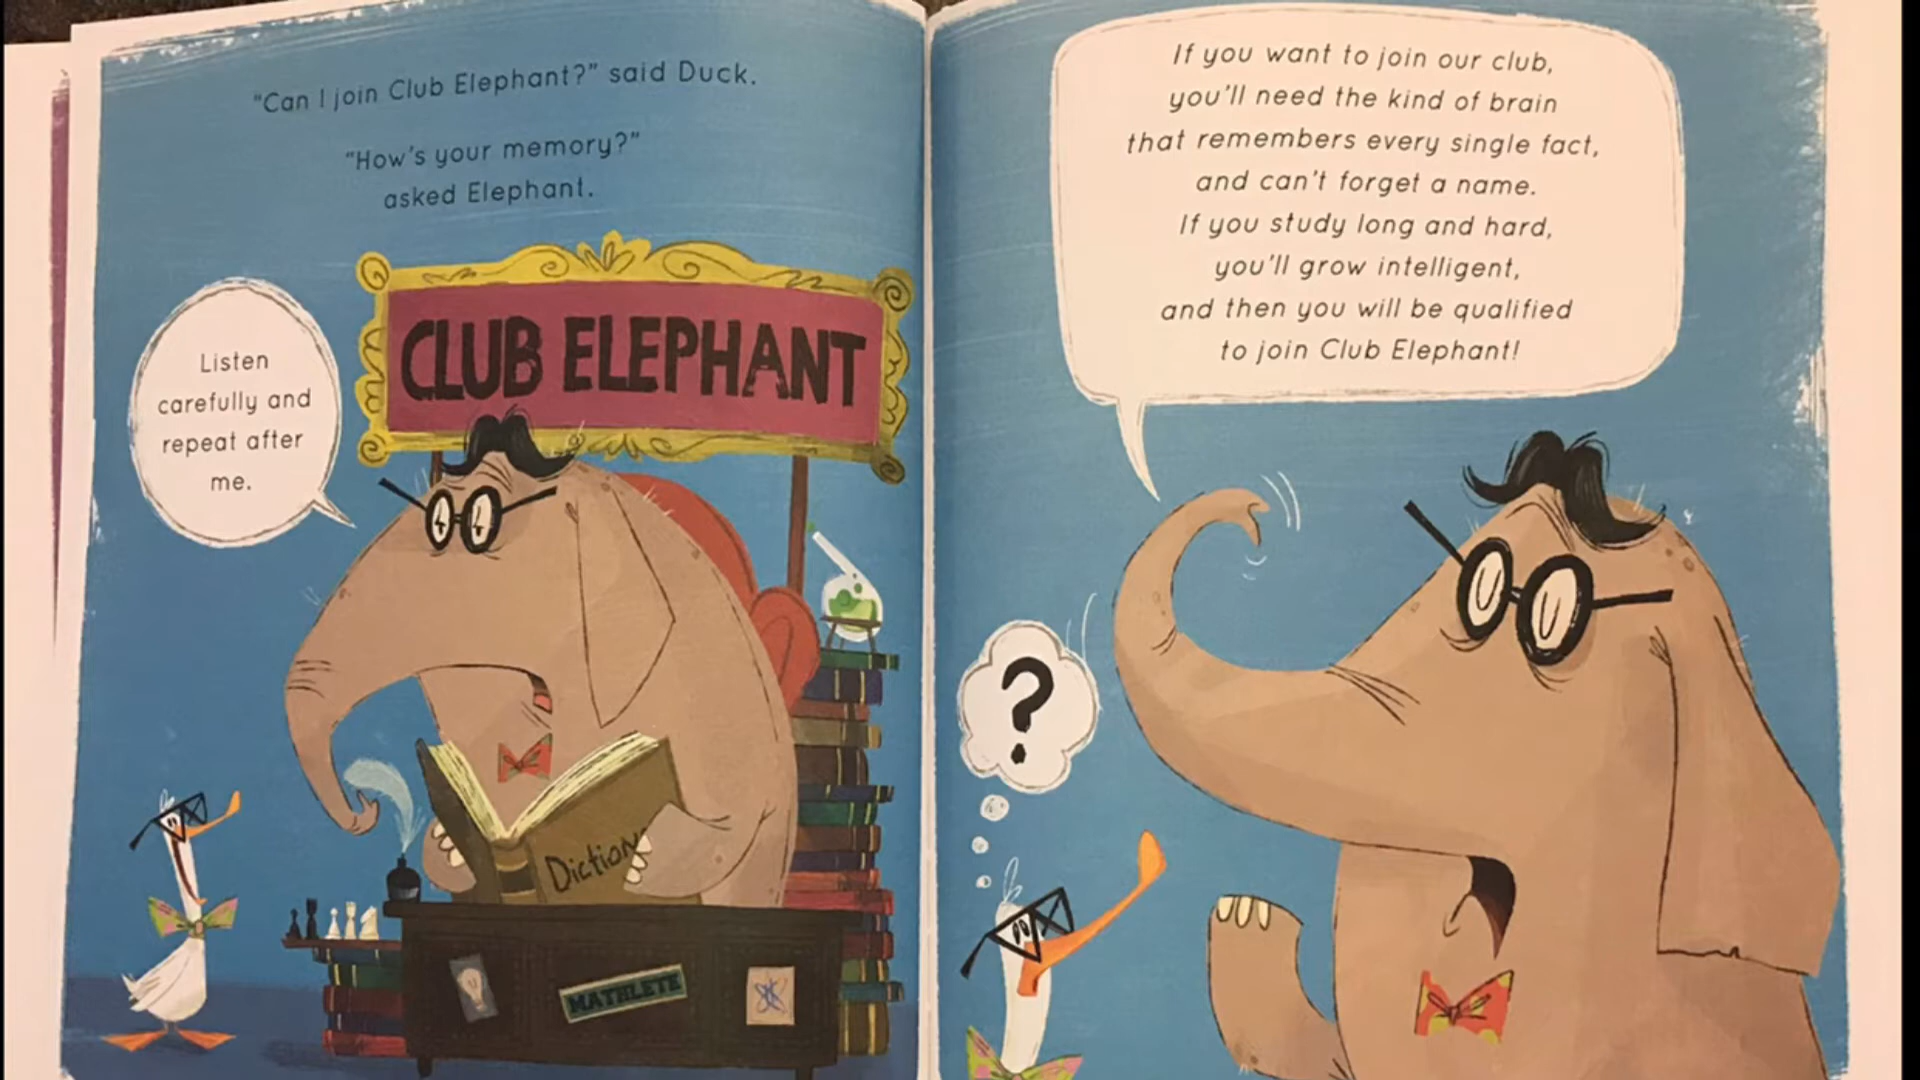 "Can I join Club Elephant?" said Duck.
"How's your memory?"
asked Elephant.
Listen
carefully and
repeat after
me.
CLUB ELEPHANT
Diction
MATHLETE
If you want to join our club,
you'll need the kind of brain
that remembers every single fact,
and can't forget a name.
If you study long and hard,
you'll grow intelligent,
and then you will be qualified
to join Club Elephant!
?